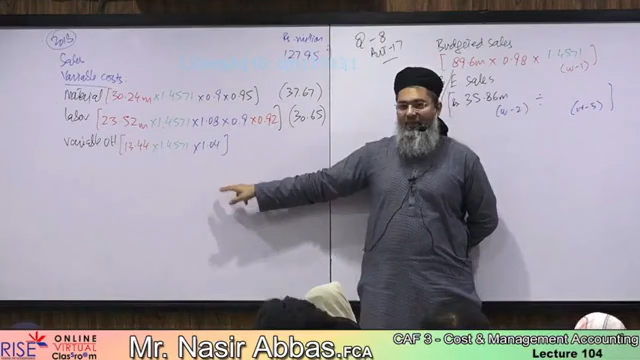 2013
Rs. million
Sales
127.95
Variable costs:
material [30.24m x 1.4571 x 0.9 x 0.95] (37.67)
labor [23.52m x 1.4571 x 1.08 x 0.9 x 0.92] (30.65)
variable OH [13.44 x 1.4571 x 1.04]
Q-8
Aut-17
Budgeted sales
[89.6m x 0.98 x 1.4571]
(w-1)
B/E sales
[Rs 35.86m ÷ ]
(w-2) (w-3)
RISE ONLINE VIRTUAL Classroom
Mr. Nasir Abbas.FCA
CAF 3 - Cost & Management Accounting
Lecture 104